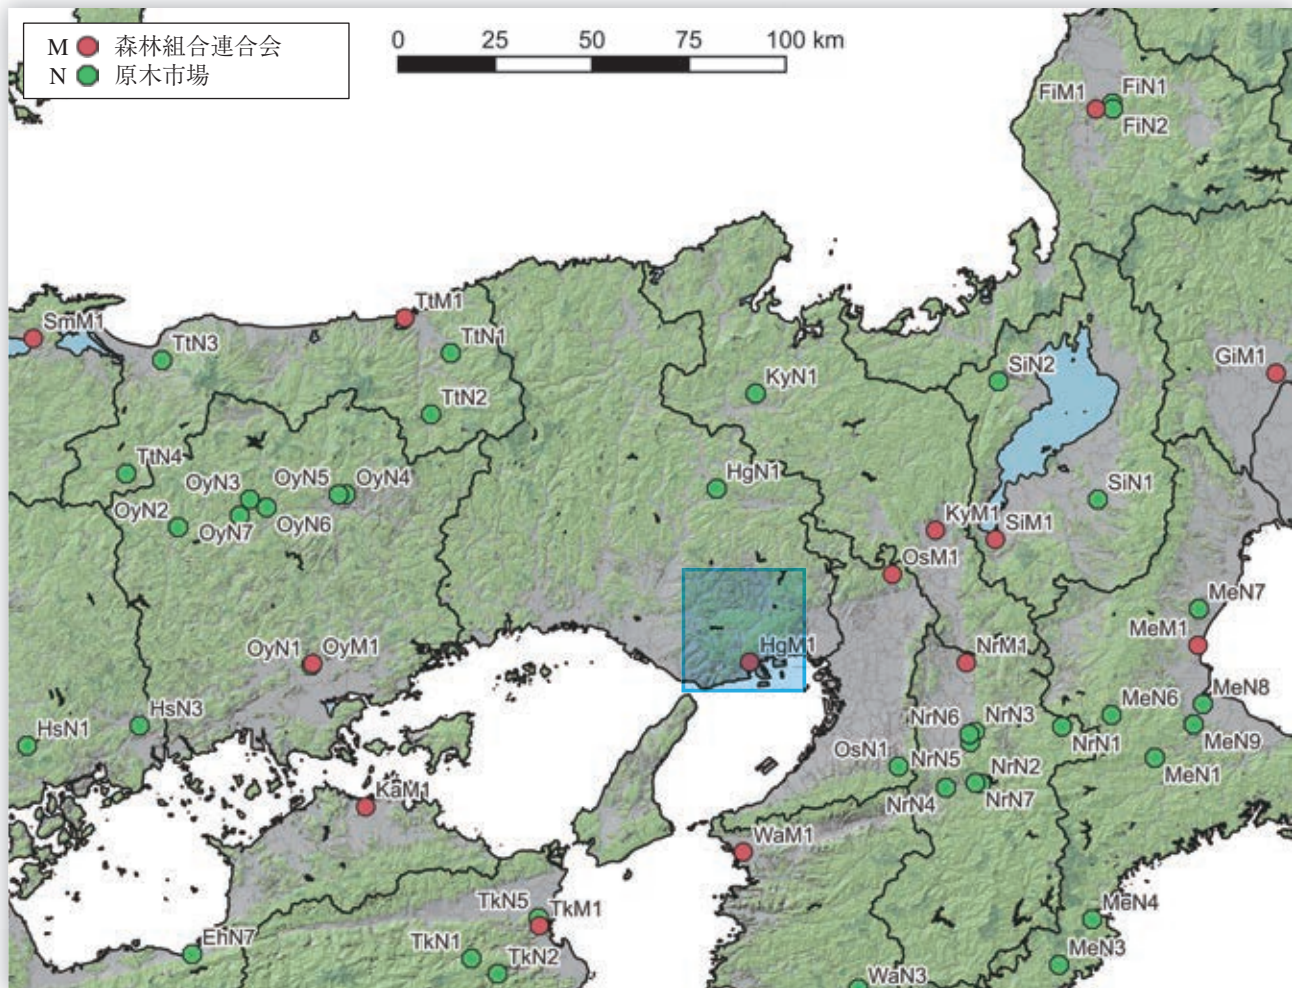 M 森林組合連合会
N 原木市場
0 25 50 75 100 km
FiM1
FiN1
FiN2
SmM1
TtN3
TtM1
TtN1
TtN2
KyN1
SiN2
GiM1
TtN4
OyN3
OyN5
OyN4
OyN2
OyN7
OyN6
HgN1
SiN1
KyM1
SiM1
OsM1
MeN7
MeM1
OyN1
OyM1
HgM1
NrM1
HsN1
HsN3
NrN6
NrN3
NrN1
MeN6
MeN8
MeN9
OsN1
NrN5
NrN2
MeN1
NrN4
NrN7
KaM1
WaM1
TkN5
TkM1
EhN7
TkN1
TkN2
MeN4
MeN3
WaN3